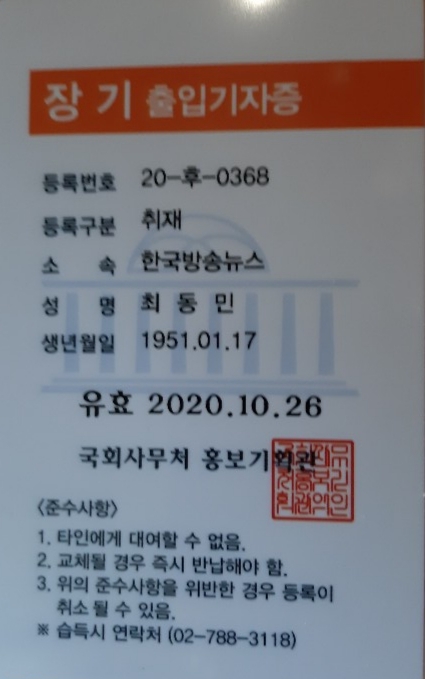 장기 출입기자증
등록번호 20-후-0368
등록구분 취재
소 속 한국방송뉴스
성 명 최 동 민
생년월일 1951.01.17
유효 2020.10.26
국회사무처 홍보기획관
<준수사항>
1. 타인에게 대여할 수 없음.
2. 교체될 경우 즉시 반납해야 함.
3. 위의 준수사항을 위반한 경우 등록이
취소될 수 있음.
※ 습득시 연락처 (02-788-3118)